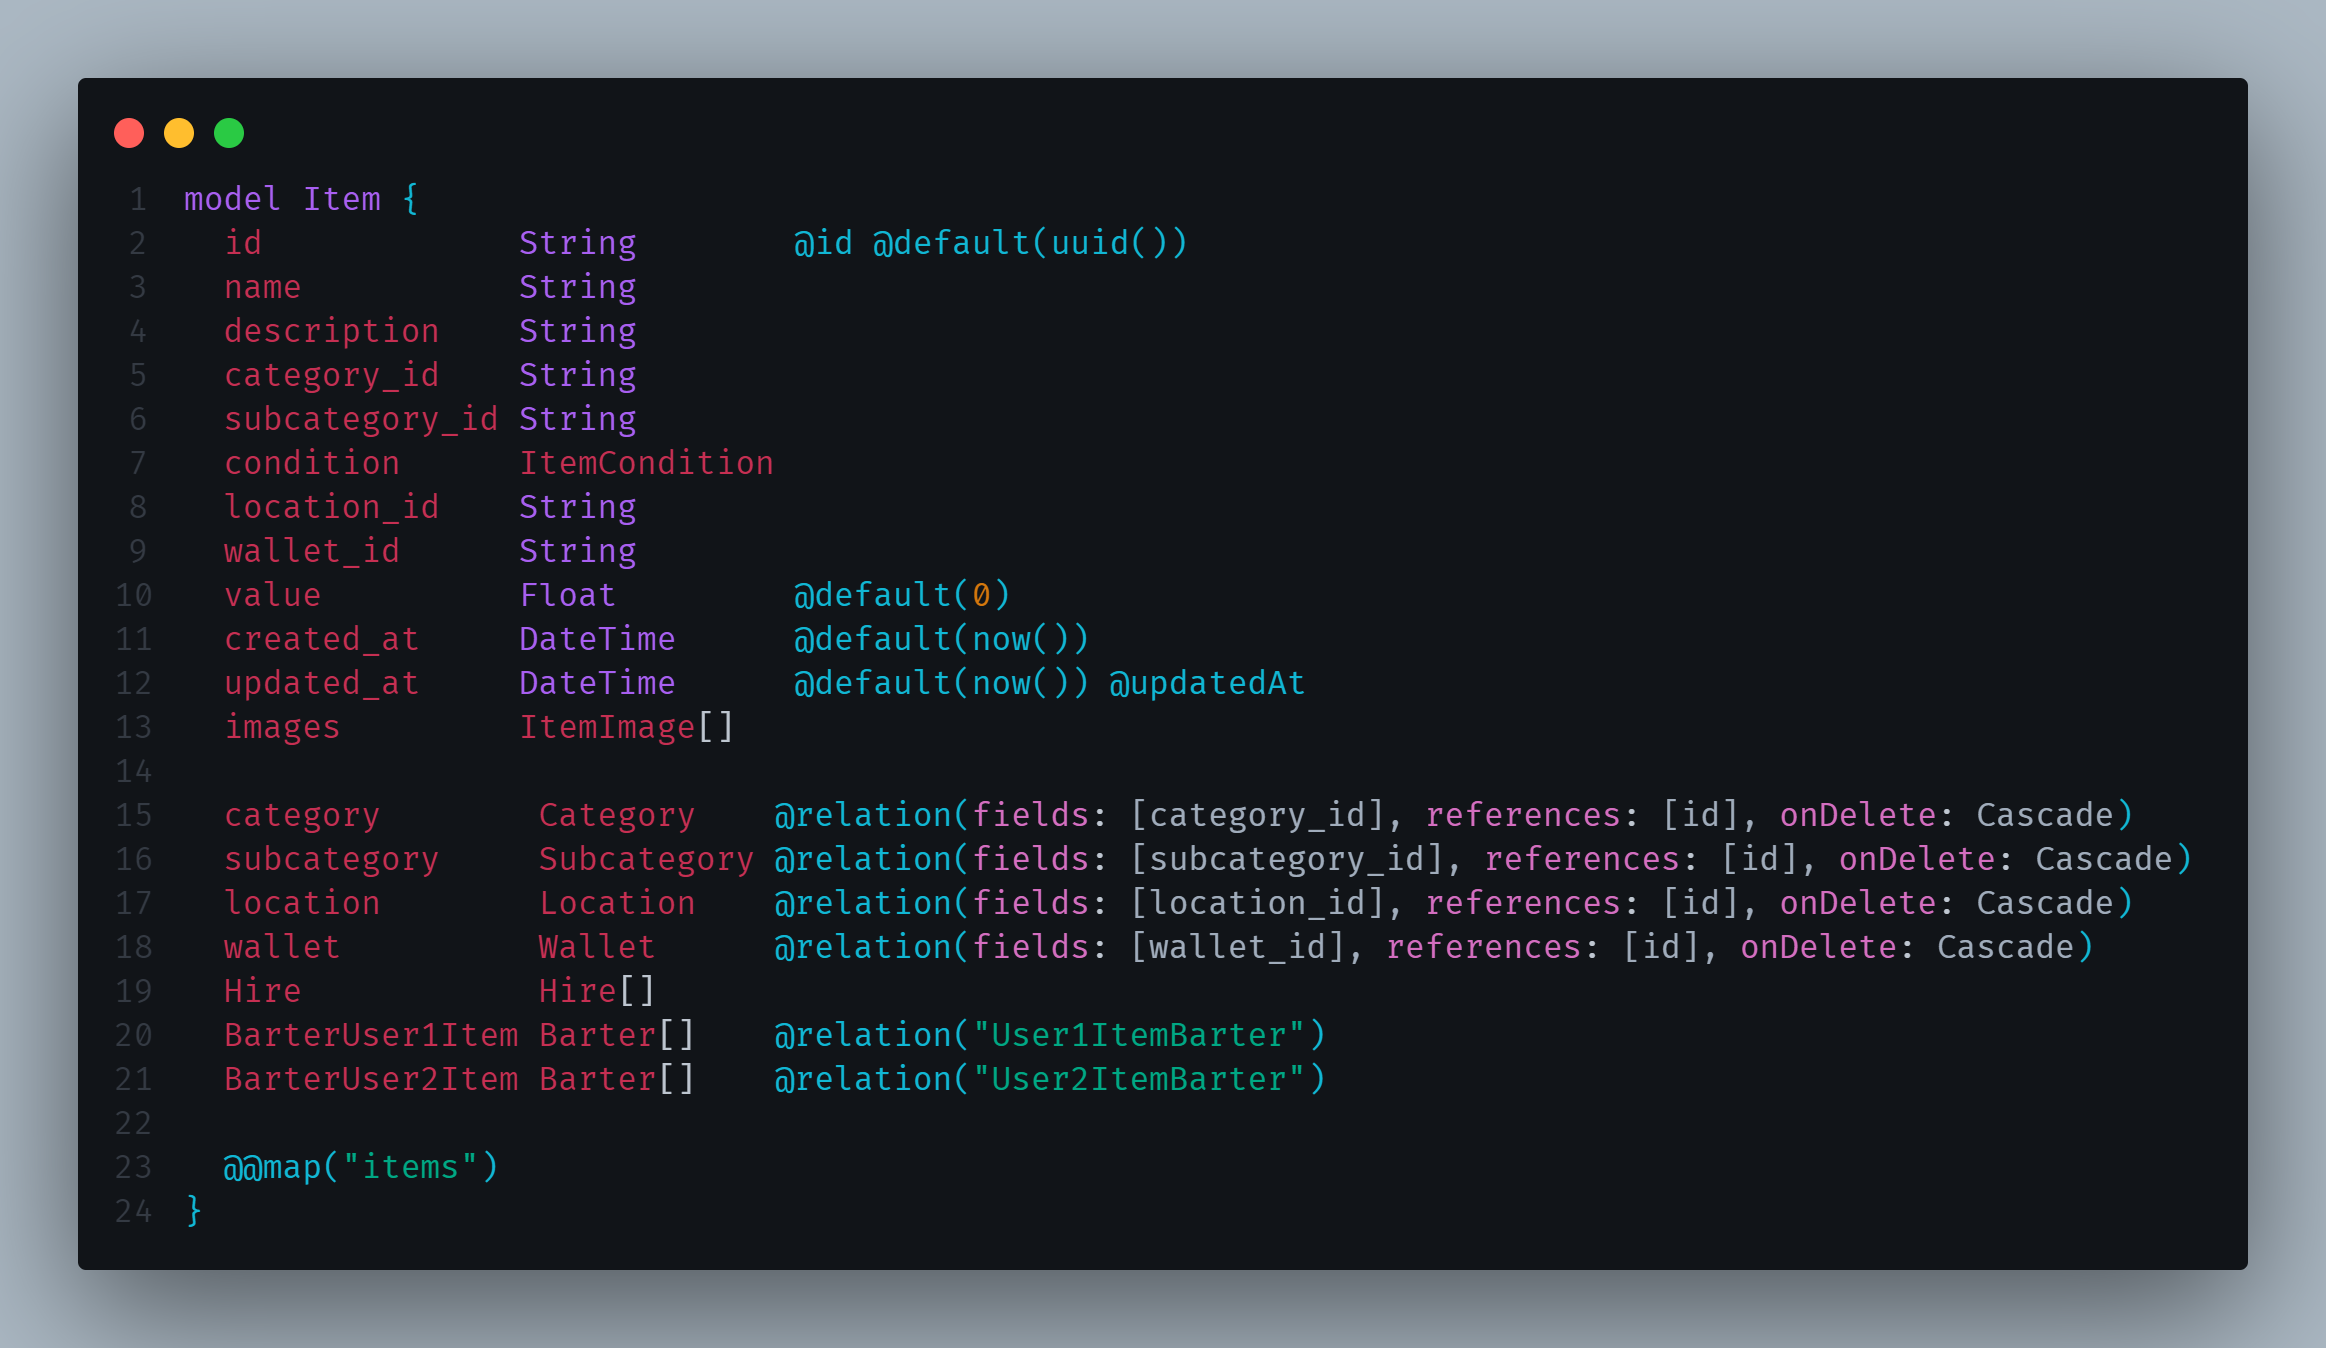 1 model Item {
2   id             String        @id @default(uuid())
3   name           String
4   description    String
5   category_id    String
6   subcategory_id String
7   condition      ItemCondition
8   location_id    String
9   wallet_id      String
10   value          Float         @default(0)
11   created_at     DateTime      @default(now())
12   updated_at     DateTime      @default(now()) @updatedAt
13   images         ItemImage[]
14
15   category        Category    @relation(fields: [category_id], references: [id], onDelete: Cascade)
16   subcategory     Subcategory @relation(fields: [subcategory_id], references: [id], onDelete: Cascade)
17   location        Location    @relation(fields: [location_id], references: [id], onDelete: Cascade)
18   wallet          Wallet      @relation(fields: [wallet_id], references: [id], onDelete: Cascade)
19   Hire            Hire[]
20   BarterUser1Item Barter[]    @relation("User1ItemBarter")
21   BarterUser2Item Barter[]    @relation("User2ItemBarter")
22
23   @@map("items")
24 }